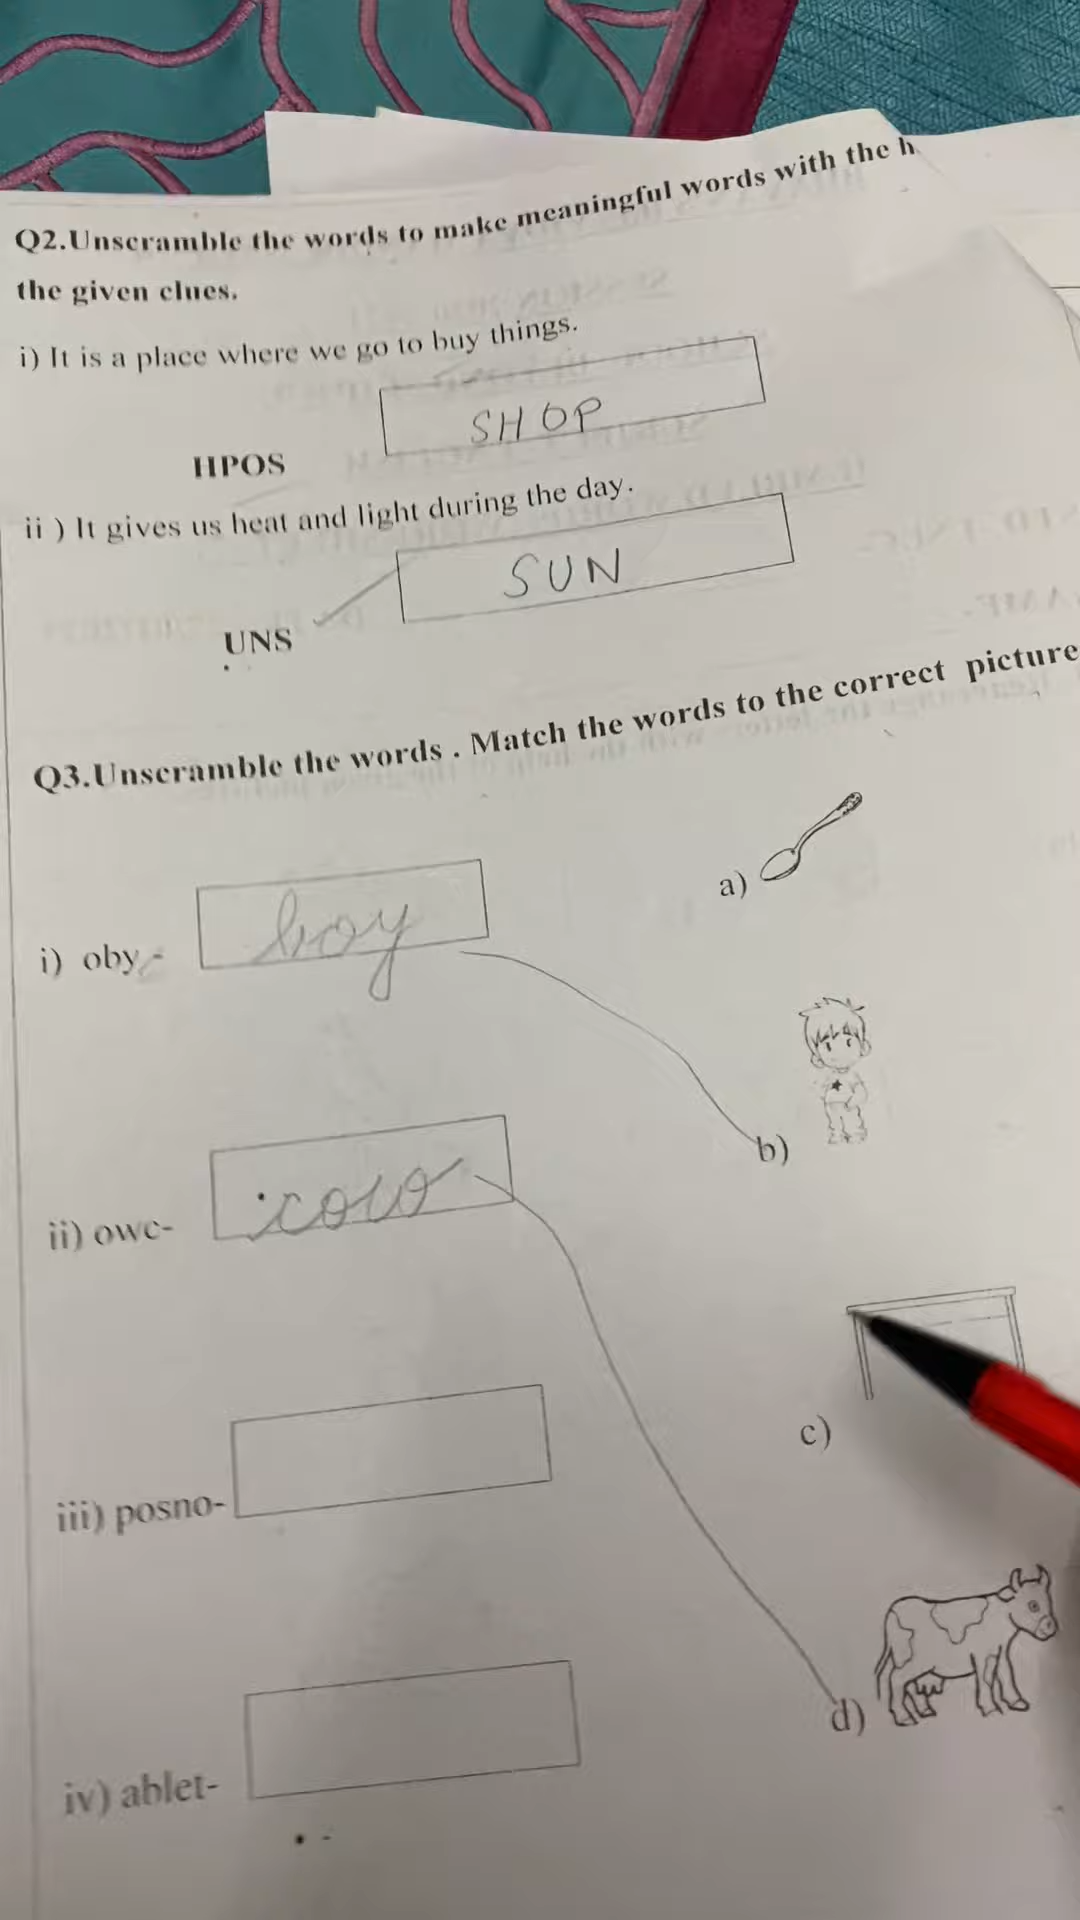 Q2.Unscramble the words to make meaningful words with the h
the given clues.
i) It is a place where we go to buy things.
SHOP
HPOS
ii ) It gives us heat and light during the day.
SUN
UNS
Q3.Unscramble the words . Match the words to the correct picture
a)
i) oby- boy
b)
ii) owc- cow
c)
iii) posno-
d)
iv) ablet-